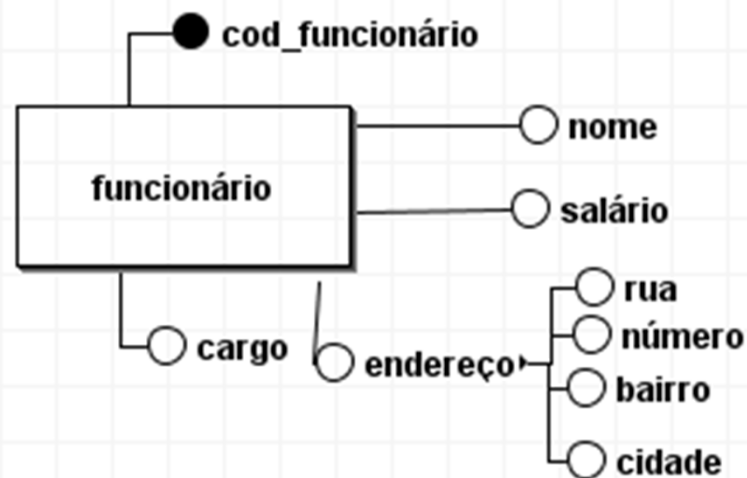 cod_funcionário
nome
funcionário
salário
rua
número
cargo
endereço
bairro
cidade